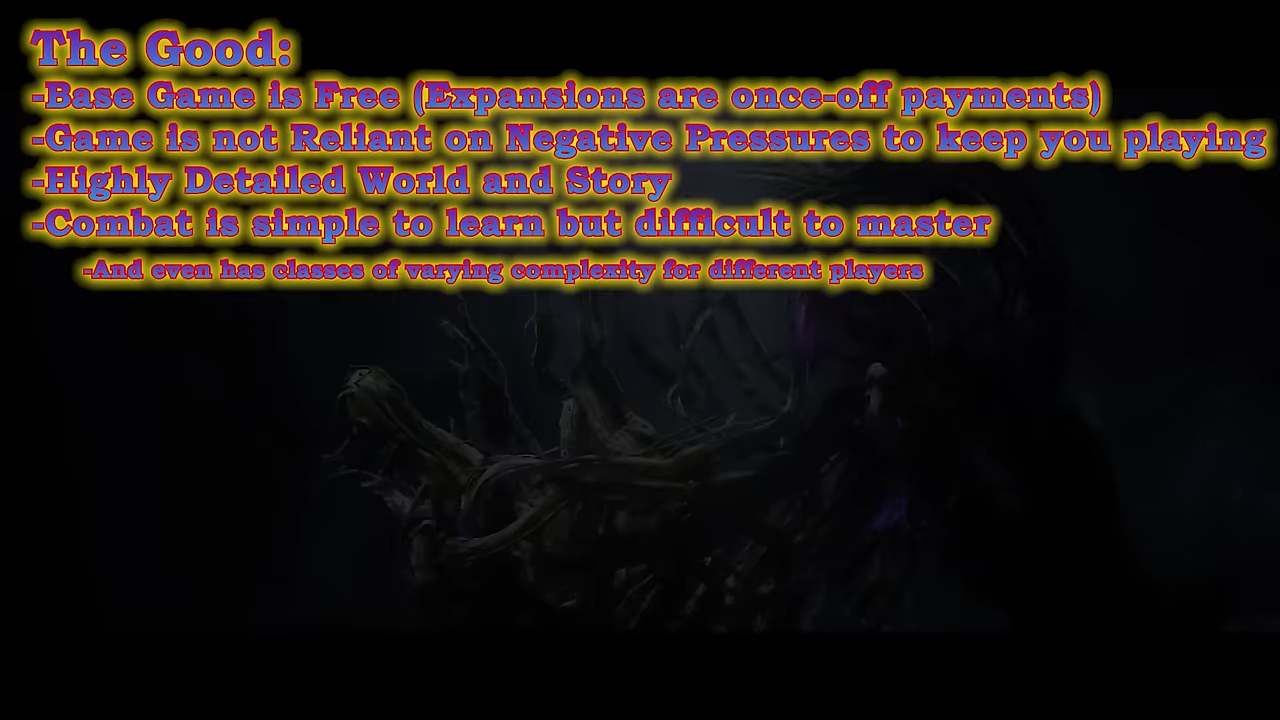 The Good:
-Base Game is Free (Expansions are once-off payments)
-Game is not Reliant on Negative Pressures to keep you playing
-Highly Detailed World and Story
-Combat is simple to learn but difficult to master
-And even has classes of varying complexity for different players